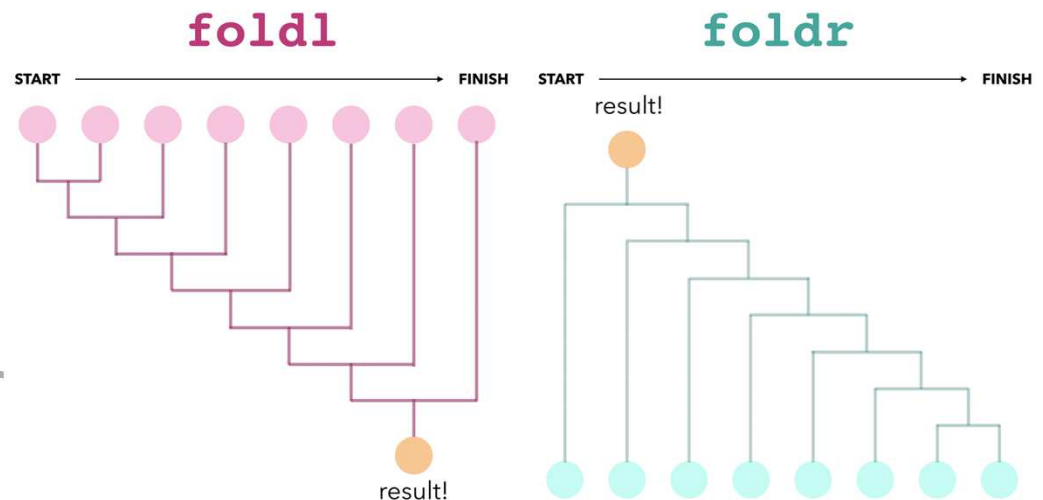 foldl
START FINISH
result!
foldr
START FINISH
result!